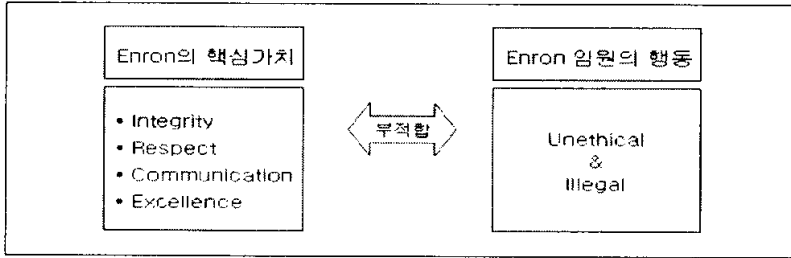 Enron의 핵심가치
• Integrity
• Respect
• Communication
• Excellence
부적합
Enron 임원의 행동
Unethical
&
Illegal